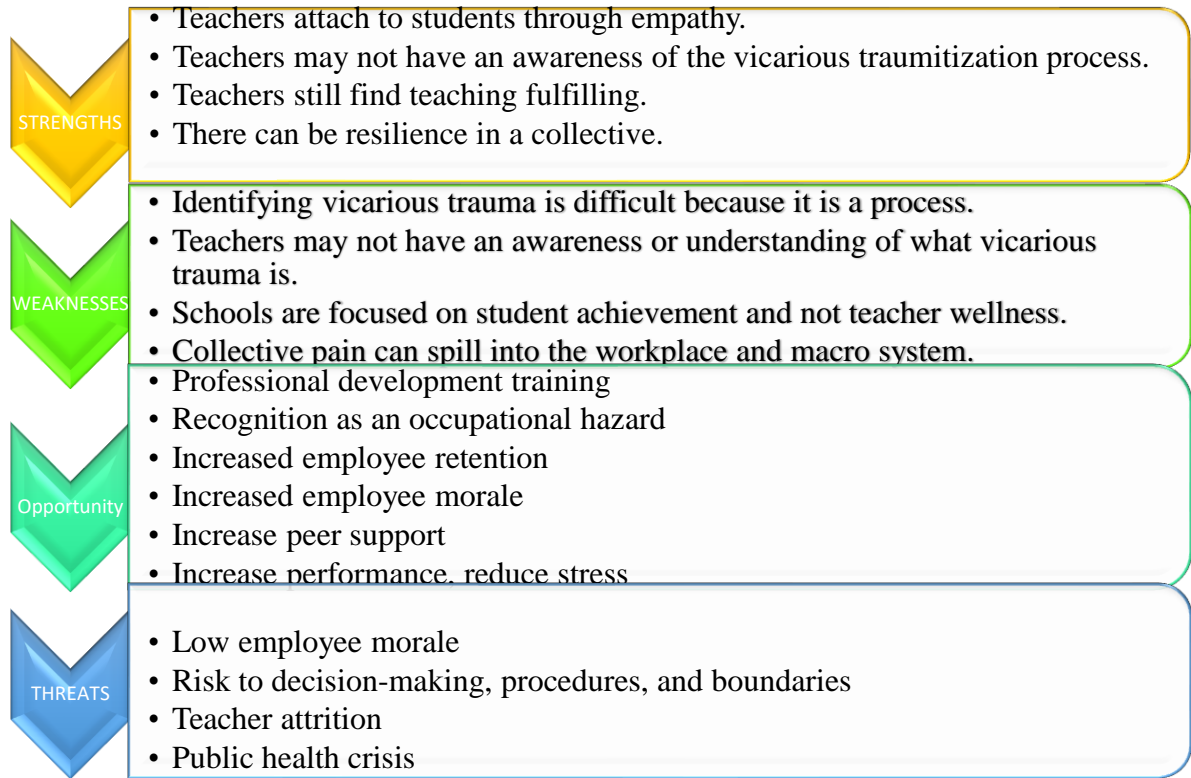 STRENGTHS
• Teachers attach to students through empathy.
• Teachers may not have an awareness of the vicarious traumitization process.
• Teachers still find teaching fulfilling.
• There can be resilience in a collective.
WEAKNESSES
• Identifying vicarious trauma is difficult because it is a process.
• Teachers may not have an awareness or understanding of what vicarious
trauma is.
• Schools are focused on student achievement and not teacher wellness.
• Collective pain can spill into the workplace and macro system.
Opportunity
• Professional development training
• Recognition as an occupational hazard
• Increased employee retention
• Increased employee morale
• Increase peer support
• Increase performance, reduce stress
THREATS
• Low employee morale
• Risk to decision-making, procedures, and boundaries
• Teacher attrition
• Public health crisis